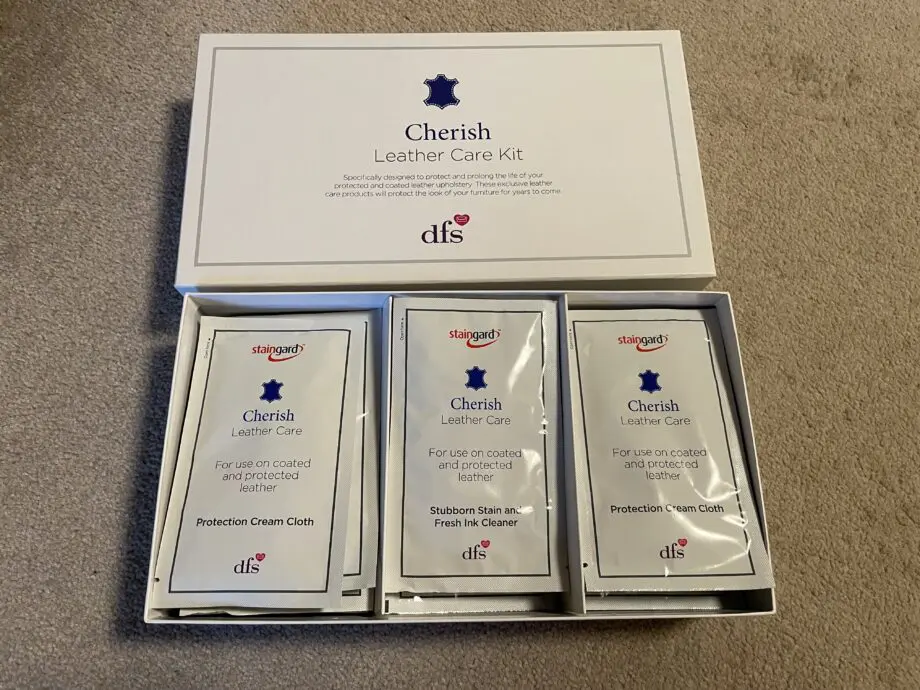 Cherish
Leather Care Kit
Specifically designed to protect and prolong the life of your
protected and coated leather upholstery. These exclusive leather
care products will protect the look of your furniture for years to come.
dfs
staingard
Cherish
Leather Care
For use on coated
and protected
leather
Protection Cream Cloth
dfs
staingard
Cherish
Leather Care
For use on coated
and protected
leather
Stubborn Stain and
Fresh Ink Cleaner
dfs
staingard
Cherish
Leather Care
For use on coated
and protected
leather
Protection Cream Cloth
dfs